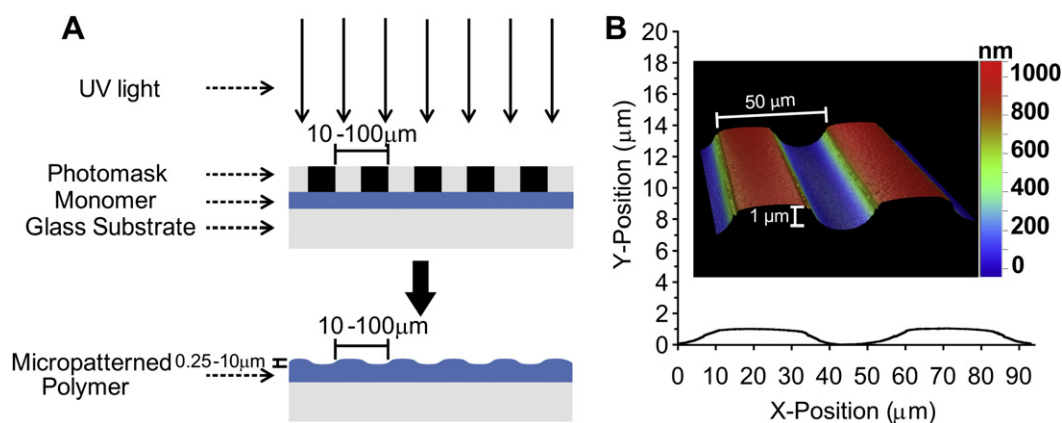 A
UV light
10-100μm
Photomask
Monomer
Glass Substrate
10-100μm
Micropatterned
Polymer
0.25-10μm
B
Y-Position (μm)
20
18
16
14
12
10
8
6
4
2
0
50 μm
1 μm
nm
1000
800
600
400
200
0
0 10 20 30 40 50 60 70 80 90
X-Position (μm)